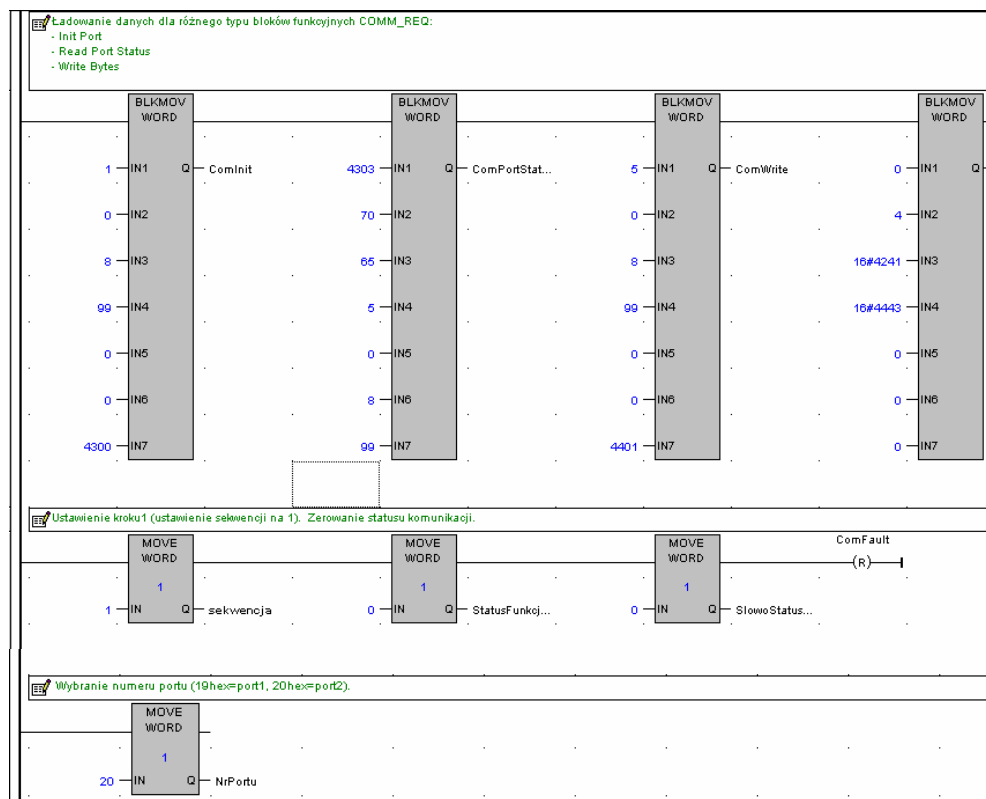 Ładowanie danych dla różnego typu bloków funkcyjnych COMM_REQ:
- Init Port
- Read Port Status
- Write Bytes
BLKMOV BLKMOV BLKMOV BLKMOV
WORD WORD WORD WORD
1 IN1 Q ComInit 4303 IN1 Q ComPortStat... 5 IN1 Q ComWrite 0 IN1 Q
0 IN2 70 IN2 0 IN2 4 IN2
8 IN3 65 IN3 8 IN3 16#4241 IN3
99 IN4 5 IN4 99 IN4 16#4443 IN4
0 IN5 0 IN5 0 IN5 0 IN5
0 IN6 8 IN6 0 IN6 0 IN6
4300 IN7 99 IN7 4401 IN7 0 IN7
Ustawienie kroku1 (ustawienie sekwencji na 1). Zerowanie statusu komunikacji.
MOVE MOVE MOVE ComFault
WORD WORD WORD (R)
1 1 1
1 IN Q sekwencja 0 IN Q StatusFunkcj... 0 IN Q SlowoStatus...
Wybranie numeru portu (19hex=port1, 20hex=port2).
MOVE
WORD
1
20 IN Q NrPortu